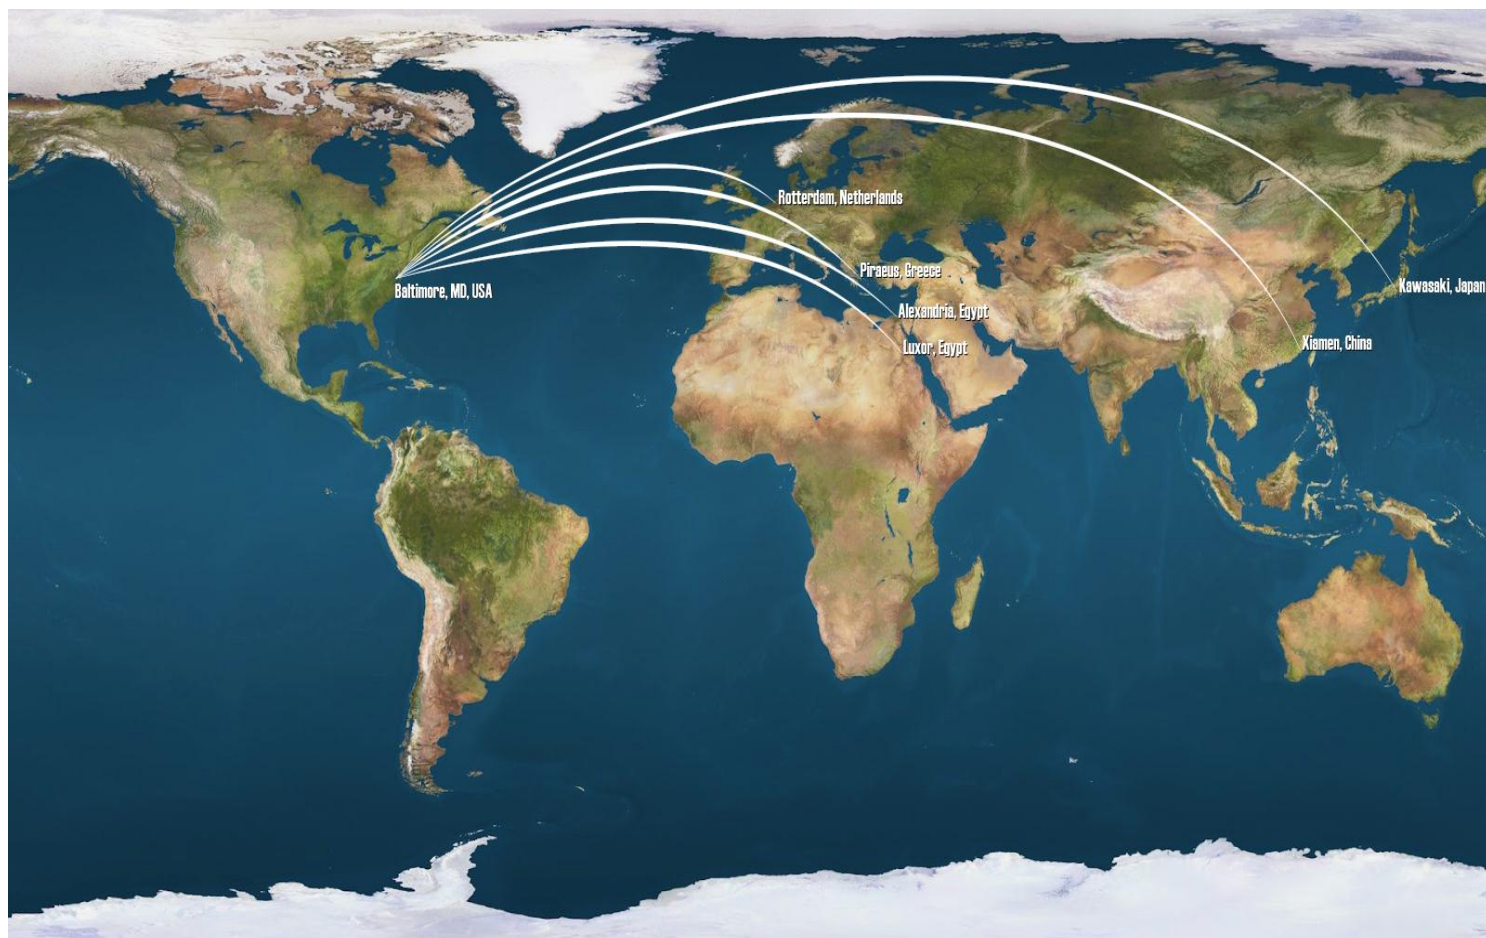 Rotterdam, Netherlands
Piraeus, Greece
Kawasaki, Japan
Baltimore, MD, USA
Alexandria, Egypt
Luxor, Egypt
Xiamen, China